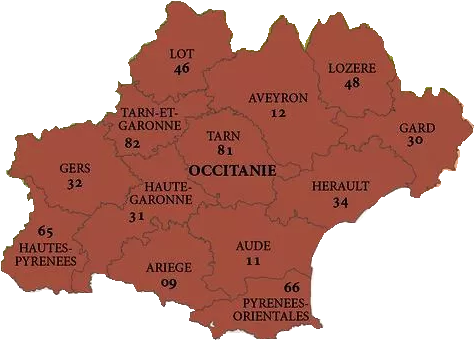 LOT
46
LOZERE
48
AVEYRON
12
TARN-ET-
GARONNE
82
TARN
81
GARD
30
OCCITANIE
GERS
32
HAUTE-
GARONNE
31
HERAULT
34
65
HAUTES-
PYRENEES
AUDE
11
ARIEGE
09
66
PYRENEES-
ORIENTALES